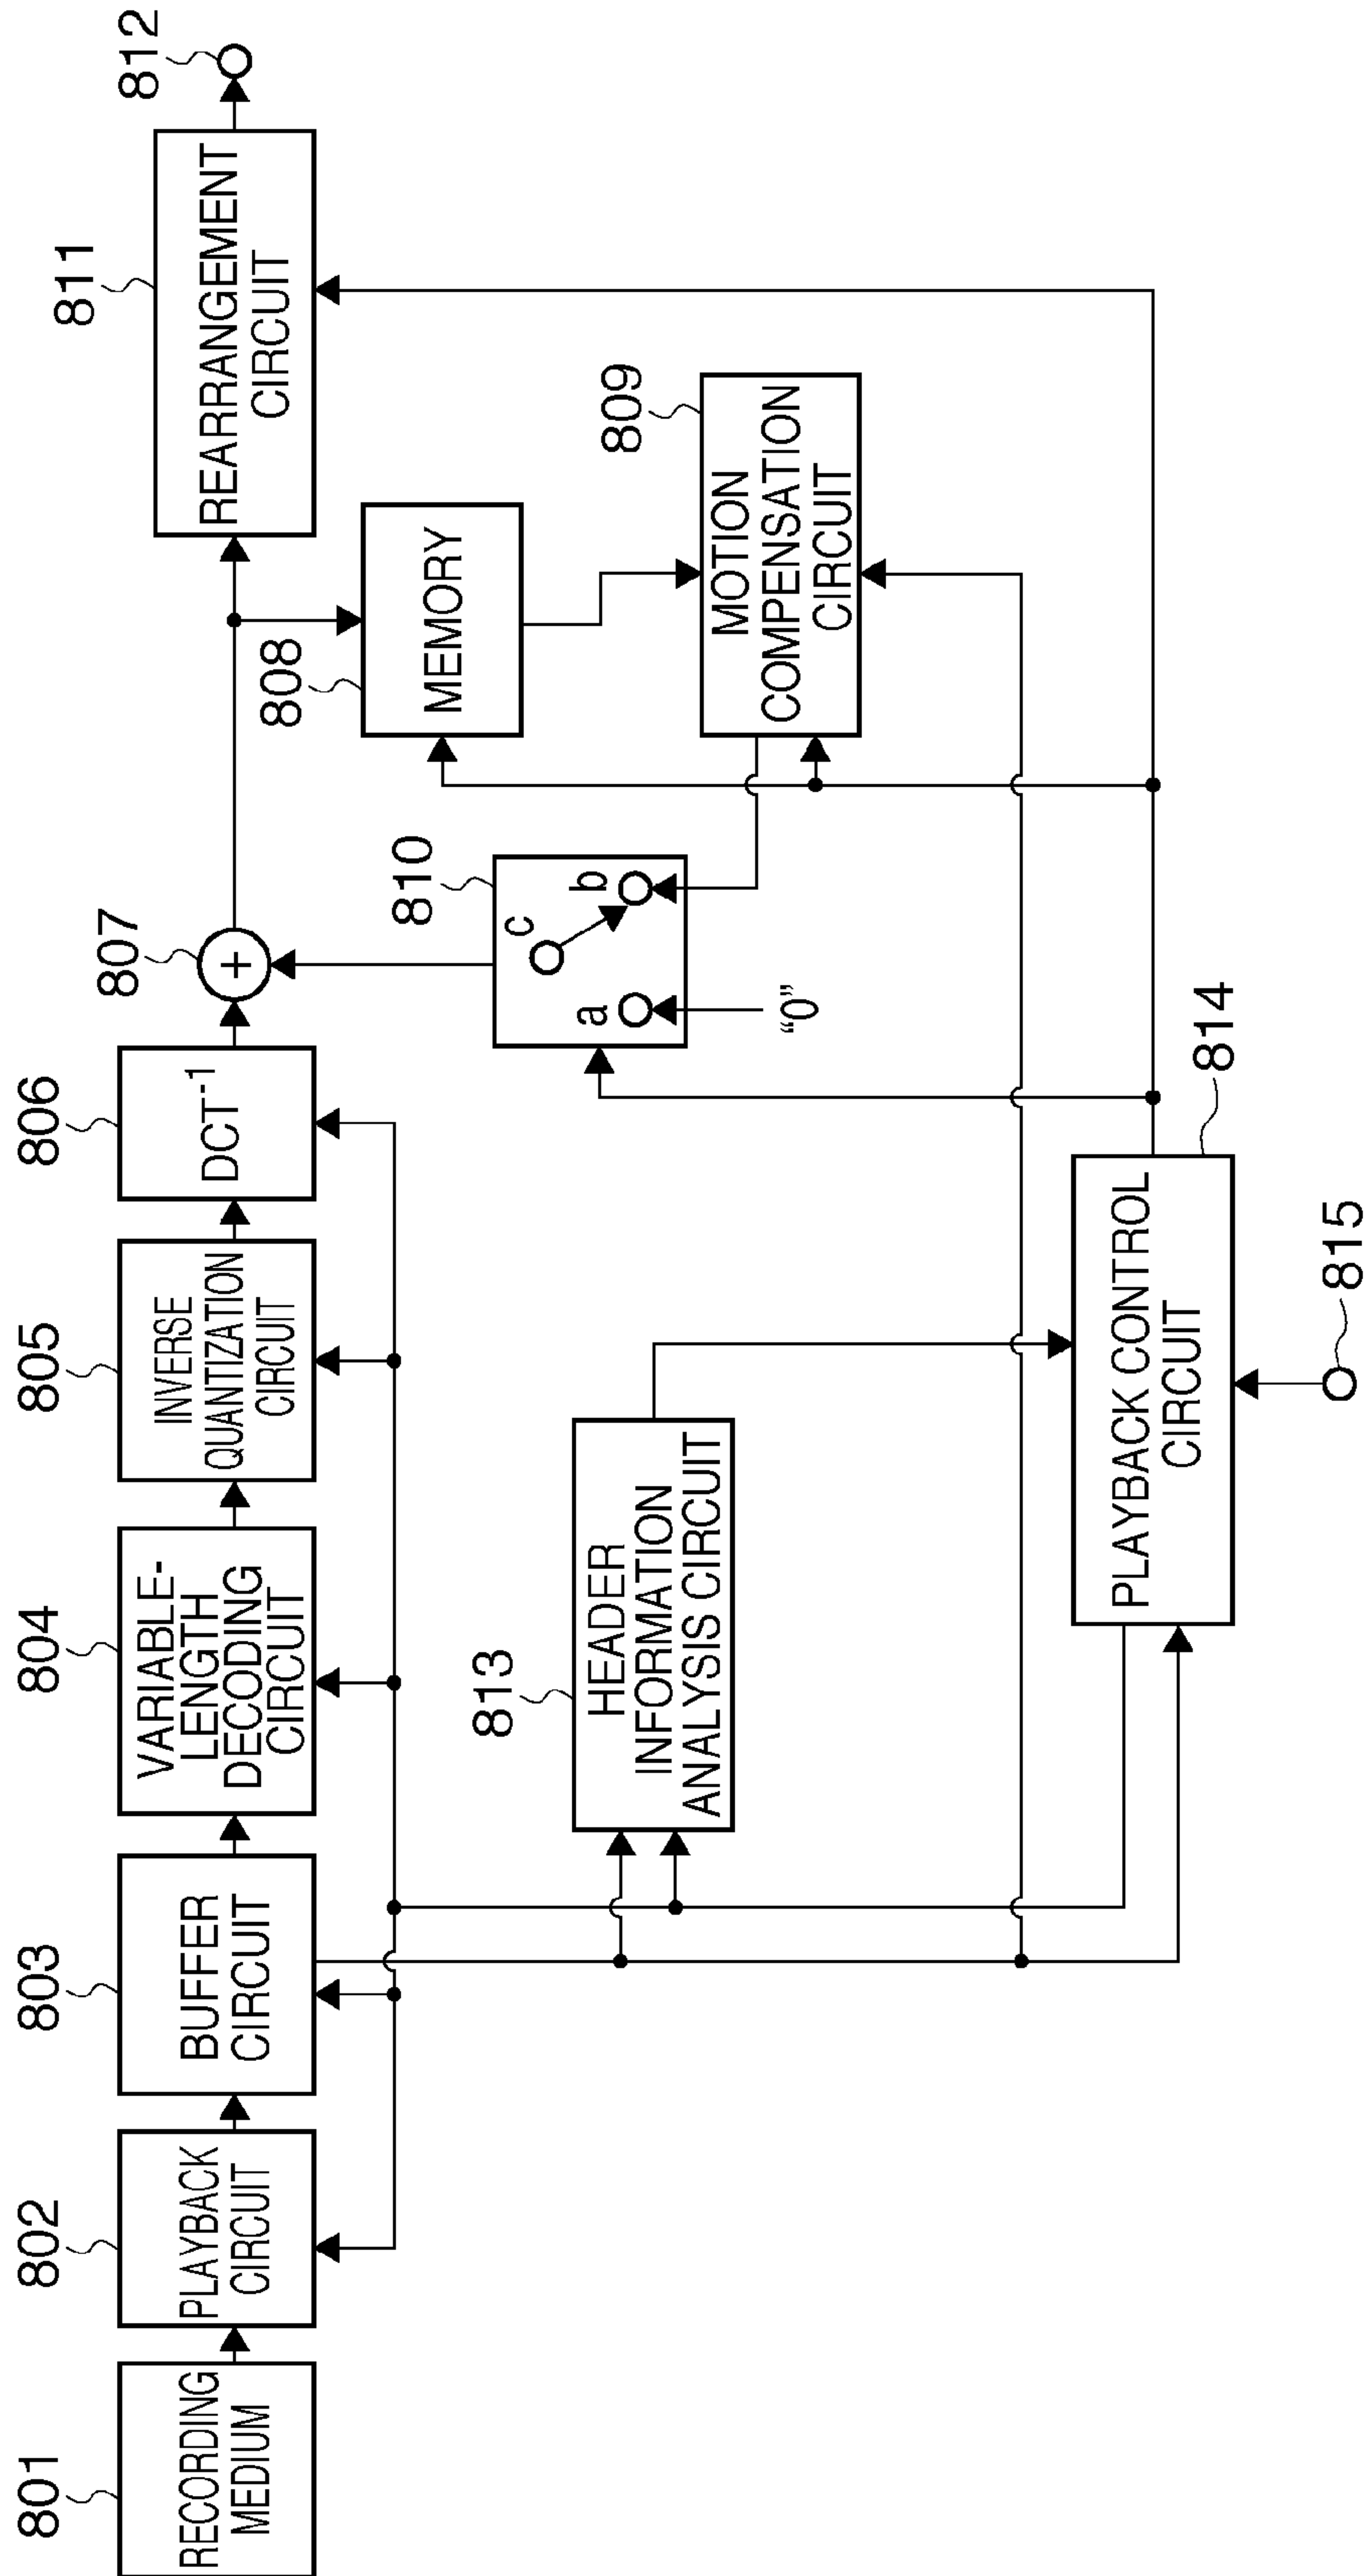 801
RECORDING
MEDIUM
802
PLAYBACK
CIRCUIT
803
BUFFER
CIRCUIT
804
VARIABLE-
LENGTH
DECODING
CIRCUIT
805
INVERSE
QUANTIZATION
CIRCUIT
806
DCT⁻¹
807
+
811
REARRANGEMENT
CIRCUIT
812
808
MEMORY
810
a
b
c
"0"
809
MOTION
COMPENSATION
CIRCUIT
813
HEADER
INFORMATION
ANALYSIS CIRCUIT
814
PLAYBACK CONTROL
CIRCUIT
815